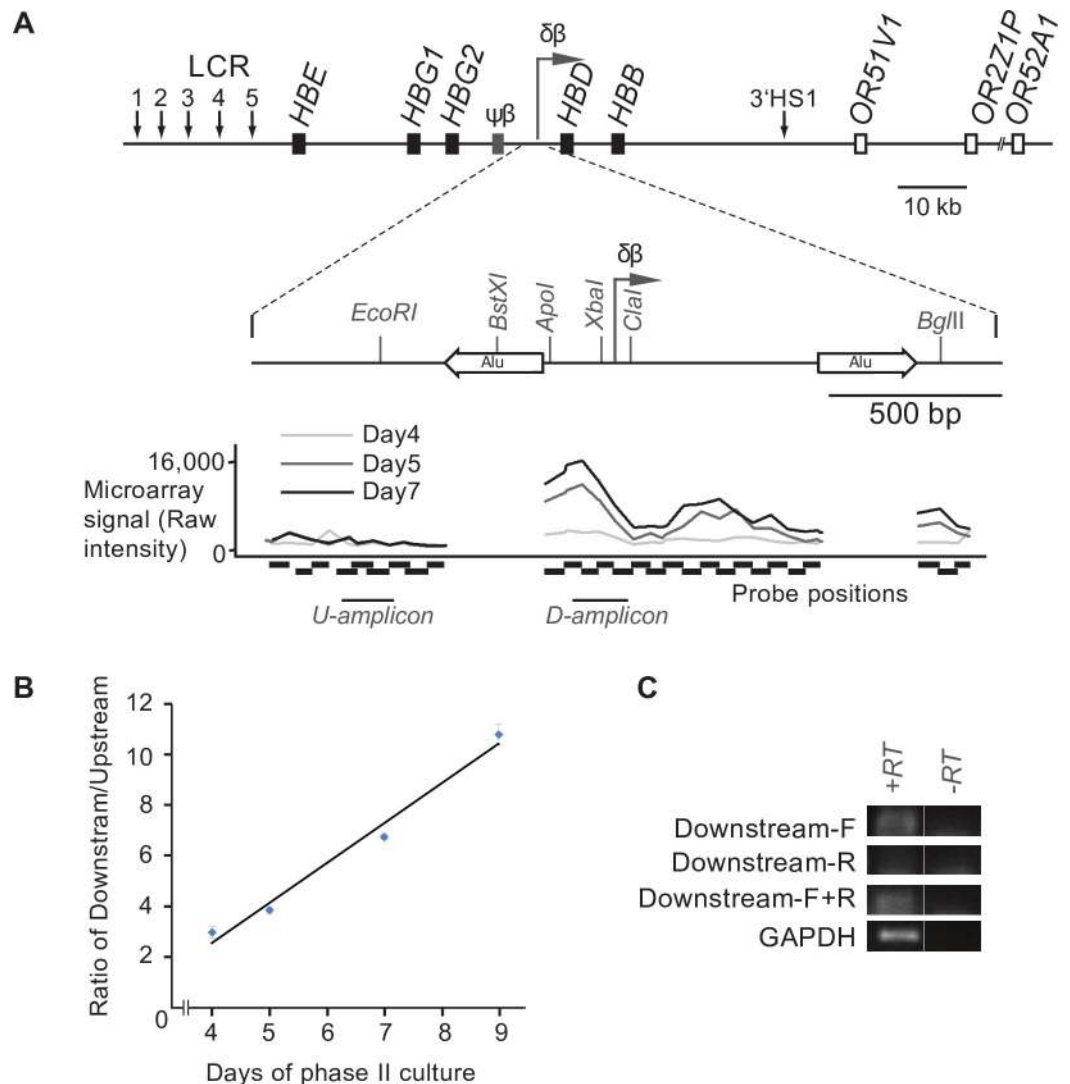 A
LCR
1 2 3 4 5
HBE
HBG1
HBG2
ψβ
δβ
HBD
HBB
3'HS1
OR51V1
OR2Z1P
OR52A1
10 kb
δβ
EcoRI
BstXI
ApoI
XbaI
ClaI
BglII
Alu
Alu
500 bp
Day4
Day5
Day7
16,000
Microarray
signal (Raw
intensity)
0
Probe positions
U-amplicon
D-amplicon
B
Ratio of Downstram/Upstream
12
10
8
6
4
2
0
4 5 6 7 8 9
Days of phase II culture
C
+RT
-RT
Downstream-F
Downstream-R
Downstream-F+R
GAPDH